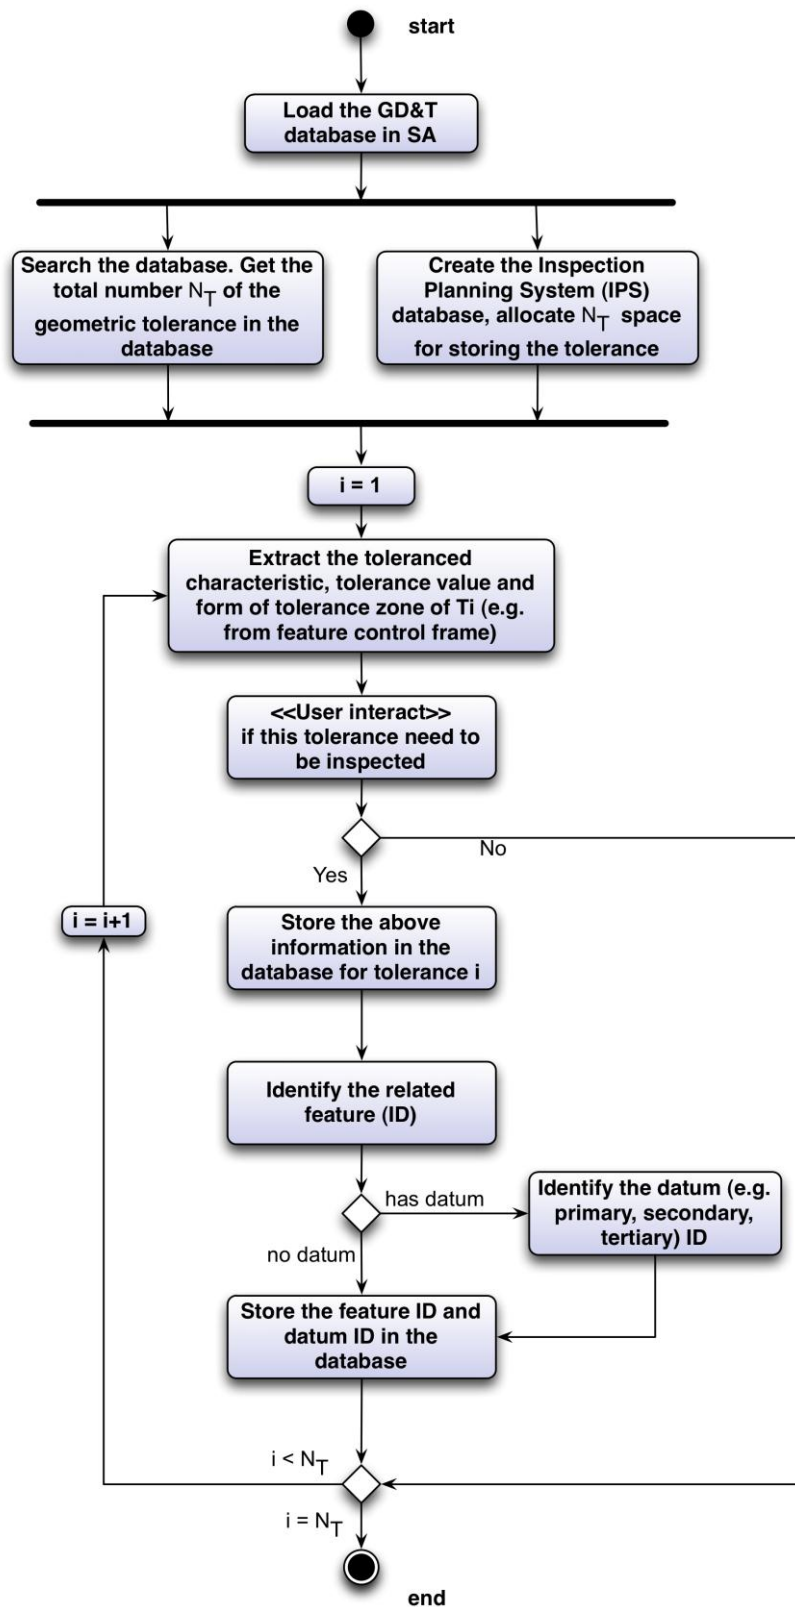 start
Load the GD&T
database in SA
Search the database. Get the
total number NT of the
geometric tolerance in the
database
Create the Inspection
Planning System (IPS)
database, allocate NT space
for storing the tolerance
i = 1
Extract the toleranced
characteristic, tolerance value and
form of tolerance zone of Ti (e.g.
from feature control frame)
<<User interact>>
if this tolerance need to
be inspected
No
Yes
i = i+1
Store the above
information in the
database for tolerance i
Identify the related
feature (ID)
has datum
Identify the datum (e.g.
primary, secondary,
tertiary) ID
no datum
Store the feature ID and
datum ID in the
database
i < NT
i = NT
end